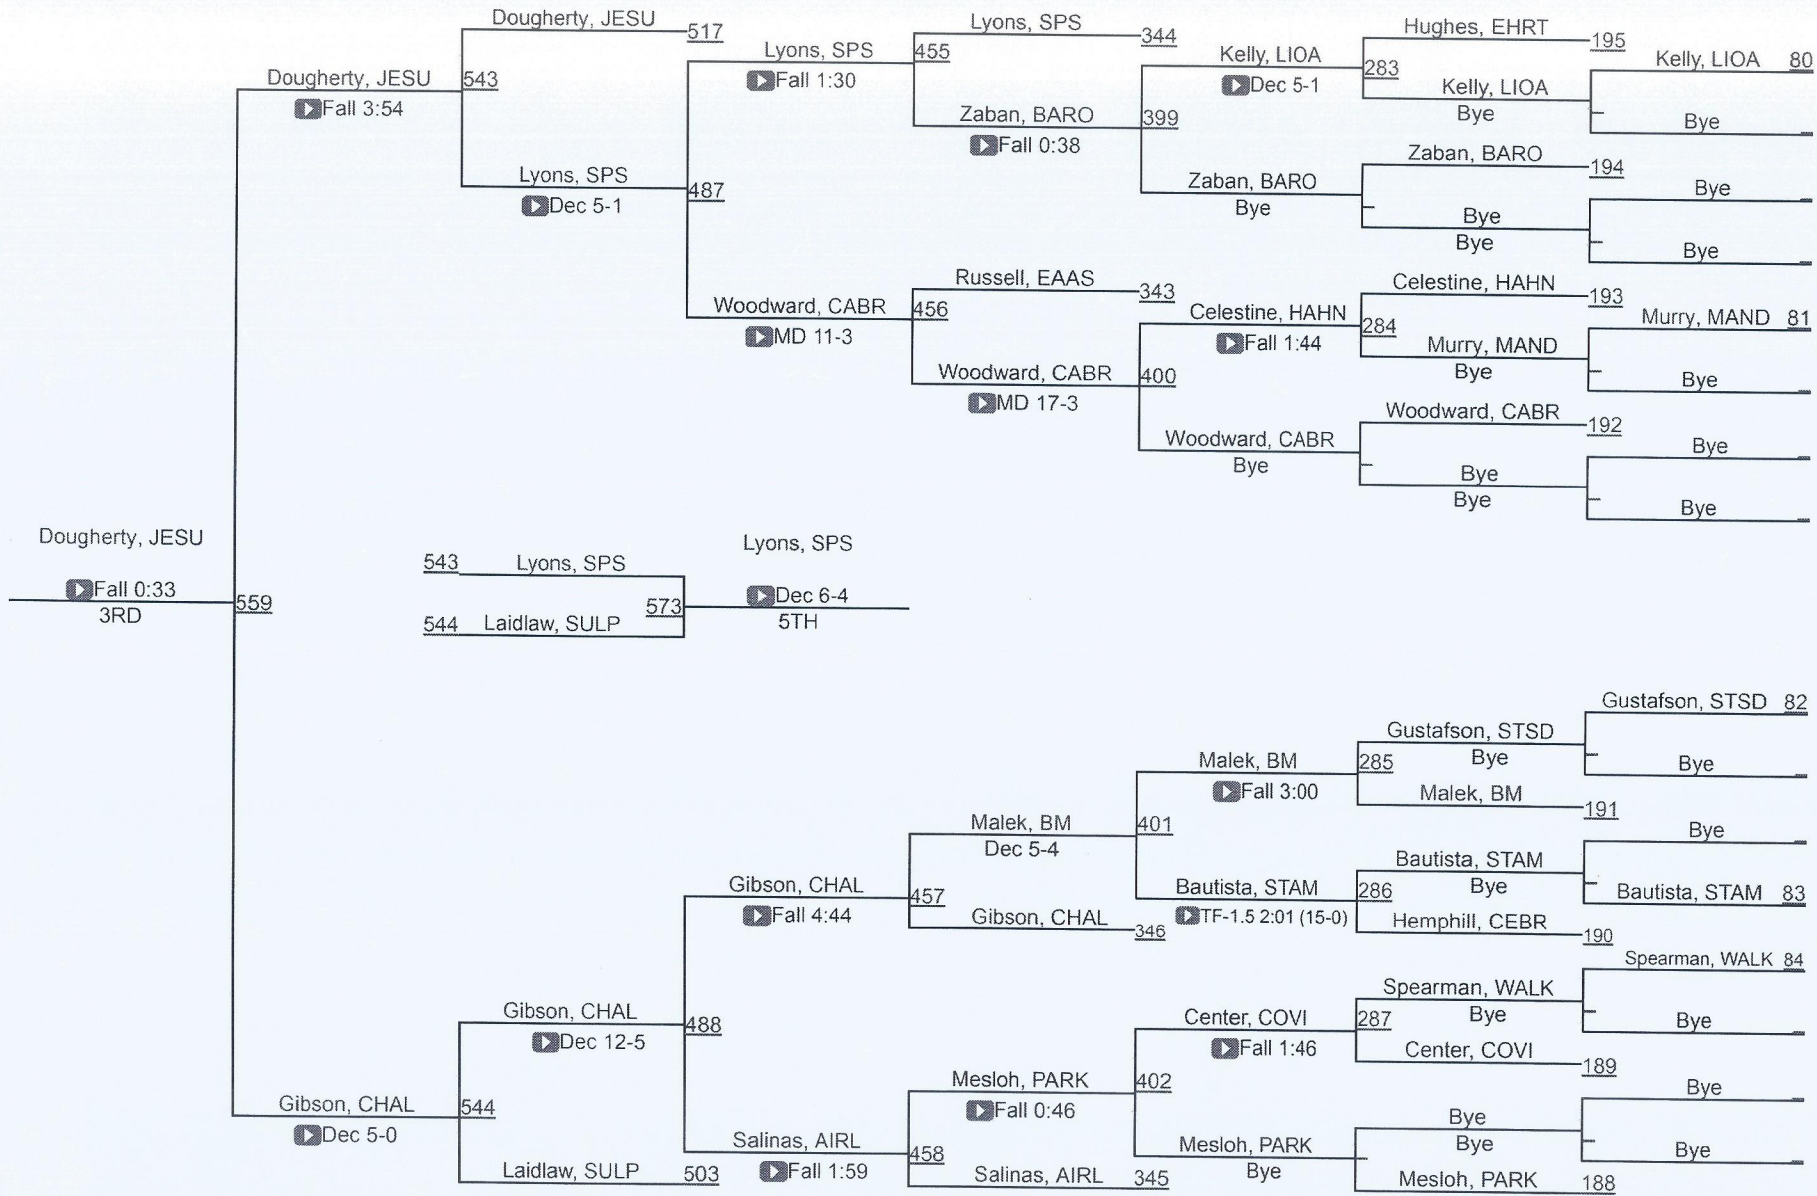 Dougherty, JESU
517
Lyons, SPS
344
Hughes, EHRT
195
Kelly, LIOA 80
Lyons, SPS
455
Fall 1:30
Kelly, LIOA
283
Dec 5-1
Kelly, LIOA
Bye
Bye
Dougherty, JESU
543
Fall 3:54
Zaban, BARO
399
Fall 0:38
Zaban, BARO
194
Bye
Lyons, SPS
487
Dec 5-1
Zaban, BARO
Bye
Bye
Bye
Bye
Russell, EAAS
343
Celestine, HAHN
193
Murry, MAND 81
Woodward, CABR
456
MD 11-3
Celestine, HAHN
284
Fall 1:44
Murry, MAND
Bye
Bye
Woodward, CABR
400
MD 17-3
Woodward, CABR
192
Bye
Woodward, CABR
Bye
Bye
Bye
Bye
Dougherty, JESU
Fall 0:33
3RD
559
543 Lyons, SPS
544 Laidlaw, SULP
573
Lyons, SPS
Dec 6-4
5TH
Gustafson, STSD 82
Gustafson, STSD
Bye
Bye
Malek, BM
285
Fall 3:00
Malek, BM
191
Bye
Malek, BM
401
Dec 5-4
Bautista, STAM
Bye
Bautista, STAM 83
Gibson, CHAL
457
Fall 4:44
Bautista, STAM
286
TF-1.5 2:01 (15-0)
Gibson, CHAL
346
Hemphill, CEBR
190
Spearman, WALK 84
Gibson, CHAL
488
Dec 12-5
Center, COVI
287
Fall 1:46
Spearman, WALK
Bye
Bye
Center, COVI
189
Mesloh, PARK
402
Fall 0:46
Bye
Gibson, CHAL
544
Dec 5-0
Bye
Bye
Bye
Salinas, AIRL
458
Fall 1:59
Mesloh, PARK
Bye
Laidlaw, SULP
503
Salinas, AIRL
345
Mesloh, PARK
188